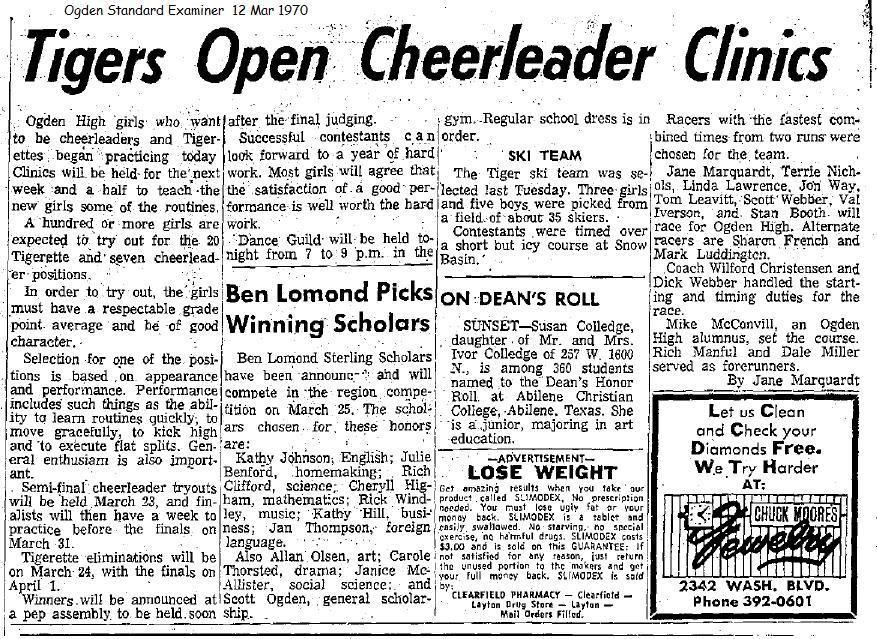 Ogden Standard Examiner 12 Mar 1970
Tigers Open Cheerleader Clinics
Ogden High girls who want
to be cheerleaders and Tiger-
ettes began practicing today
Clinics will be held for the next
week and a half to teach the
new girls some of the routines.
A hundred or more girls are
expected to try out for the 20
Tigerette and seven cheerlead-
er positions.
In order to try out, the girls
must have a respectable grade
point average and be of good
character.
Selection for one of the posi-
tions is based on appearance
and performance. Performance
includes such things as the abil-
ity to learn routines quickly, to
move gracefully, to kick high
and to execute flat splits. Gen-
eral enthusiam is also import-
ant.
Semi-final cheerleader tryouts
will be held March 23, and fin-
alists will then have a week to
practice before the finals on
March 31.
Tigerette eliminations will be
on March 24, with the finals on
April 1.
Winners will be announced at
a pep assembly to be held soon
after the final judging.
Successful contestants can
look forward to a year of hard
work. Most girls will agree that
the satisfaction of a good per-
formance is well worth the hard
work.
Dance Guild will be held to-
night from 7 to 9 p.m. in the
gym. Regular school dress is in
order.
SKI TEAM
The Tiger ski team was se-
lected last Tuesday. Three girls
and five boys were picked from
a field of about 35 skiers.
Contestants were timed over
a short but icy course at Snow
Basin.
Racers with the fastest com-
bined times from two runs were
chosen for the team.
Jane Marquardt, Terrie Nich-
ols, Linda Lawrence, Jon Way,
Tom Leavitt, Scott Webber, Val
Iverson, and Stan Booth will
race for Ogden High. Alternate
racers are Sharon French and
Mark Luddington.
Coach Wilford Christensen and
Dick Webber handled the start-
ing and timing duties for the
race.
Mike McConvill, an Ogden
High alumnus, set the course.
Rich Manful and Dale Miller
served as forerunners.
By Jane Marquardt
Ben Lomond Picks
Winning Scholars
Ben Lomond Sterling Scholars
have been and will
compete in the region compe-
tition on March 25. The schol-
ars chosen for these honors
are:
Kathy Johnson, English; Julie
Benford, homemaking; Rich
Clifford, science; Cheryll Hig-
ham, mathematics; Rick Wind-
ley, music; Kathy Hill, busi-
ness; Jan Thompson, foreign
language.
Also Allan Olsen, art; Carole
Thorsted, drama; Janice Mc-
Allister, social science; and
Scott Ogden, general scholar-
ship.
ON DEAN'S ROLL
SUNSET—Susan Colledge,
daughter of Mr. and Mrs.
Ivor Colledge of 257 W. 1600
N., is among 360 students
named to the Dean's Honor
Roll at Abilene Christian
College, Abilene, Texas. She
is a junior, majoring in art
education.
—ADVERTISEMENT—
LOSE WEIGHT
Get amazing results when you take our
product called SLIMODEX. No prescription
needed. You must lose ugly fat or your
money back. SLIMODEX is a tablet and
easily swallowed. No starving, no special
exercise, no harmful drugs. SLIMODEX costs
$3.00 and is sold on this GUARANTEE: If
not satisfied for any reason, just return
the unused portion to the makers and get
your full money back. SLIMODEX is sold
by:
CLEARFIELD PHARMACY – Clearfield –
Layton Drug Store – Layton –
Mail Orders Filled.
Let us Clean
and Check your
Diamonds Free.
We Try Harder
AT:
CHUCK MOORES
Jewelry
2342 WASH. BLVD.
Phone 392-0601